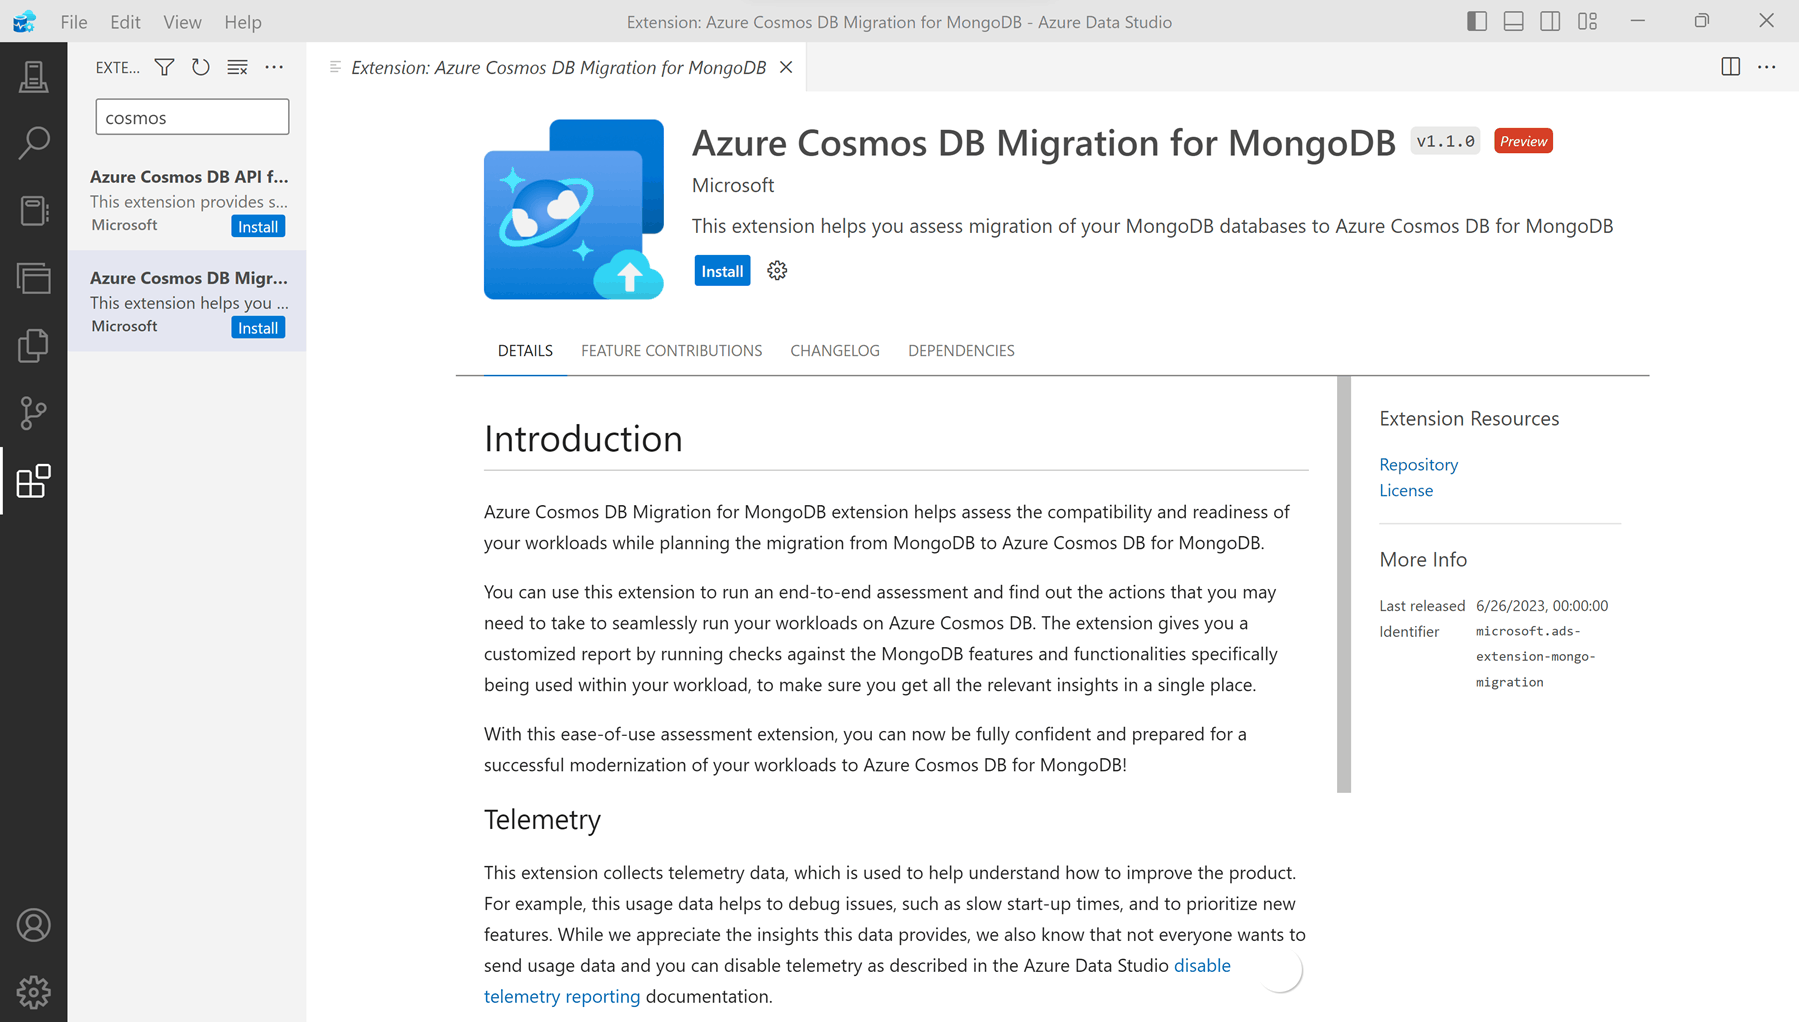 File Edit View Help
Extension: Azure Cosmos DB Migration for MongoDB - Azure Data Studio
EXTE...
cosmos
Azure Cosmos DB API f...
This extension provides s...
Microsoft Install
Azure Cosmos DB Migr...
This extension helps you ...
Microsoft Install
Extension: Azure Cosmos DB Migration for MongoDB
Azure Cosmos DB Migration for MongoDB v1.1.0 Preview
Microsoft
This extension helps you assess migration of your MongoDB databases to Azure Cosmos DB for MongoDB
Install
DETAILS FEATURE CONTRIBUTIONS CHANGELOG DEPENDENCIES
Introduction
Azure Cosmos DB Migration for MongoDB extension helps assess the compatibility and readiness of
your workloads while planning the migration from MongoDB to Azure Cosmos DB for MongoDB.
You can use this extension to run an end-to-end assessment and find out the actions that you may
need to take to seamlessly run your workloads on Azure Cosmos DB. The extension gives you a
customized report by running checks against the MongoDB features and functionalities specifically
being used within your workload, to make sure you get all the relevant insights in a single place.
With this ease-of-use assessment extension, you can now be fully confident and prepared for a
successful modernization of your workloads to Azure Cosmos DB for MongoDB!
Telemetry
This extension collects telemetry data, which is used to help understand how to improve the product.
For example, this usage data helps to debug issues, such as slow start-up times, and to prioritize new
features. While we appreciate the insights this data provides, we also know that not everyone wants to
send usage data and you can disable telemetry as described in the Azure Data Studio disable
telemetry reporting documentation.
Extension Resources
Repository
License
More Info
Last released 6/26/2023, 00:00:00
Identifier microsoft.ads-
extension-mongo-
migration